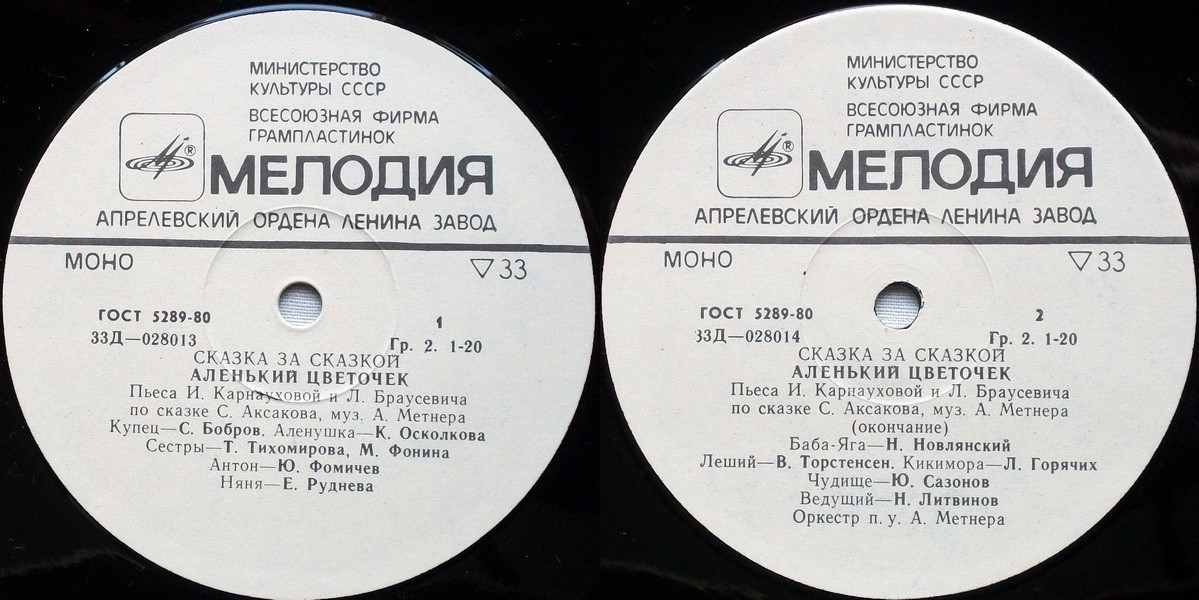 МИНИСТЕРСТВО
КУЛЬТУРЫ СССР
ВСЕСОЮЗНАЯ ФИРМА
ГРАМПЛАСТИНОК
®
МЕЛОДИЯ
АПРЕЛЕВСКИЙ ОРДЕНА ЛЕНИНА ЗАВОД
МОНО
▽33
ГОСТ 5289-80
1
33Д—028013
Гр. 2. 1-20
СКАЗКА ЗА СКАЗКОЙ
АЛЕНЬКИЙ ЦВЕТОЧЕК
Пьеса И. Карнауховой и Л. Браусевича
по сказке С. Аксакова, муз. А. Метнера
Купец—С. Бобров. Аленушка—К. Осколкова
Сестры—Т. Тихомирова, М. Фонина
Антон—Ю. Фомичев
Няня—Е. Руднева
МИНИСТЕРСТВО
КУЛЬТУРЫ СССР
ВСЕСОЮЗНАЯ ФИРМА
ГРАМПЛАСТИНОК
®
МЕЛОДИЯ
АПРЕЛЕВСКИЙ ОРДЕНА ЛЕНИНА ЗАВОД
МОНО
▽33
ГОСТ 5289-80
2
33Д—028014
Гр. 2. 1-20
СКАЗКА ЗА СКАЗКОЙ
АЛЕНЬКИЙ ЦВЕТОЧЕК
Пьеса И. Карнауховой и Л. Браусевича
по сказке С. Аксакова, муз. А. Метнера
(окончание)
Баба-Яга—Н. Новлянский
Леший—В. Торстенсен. Кикимора—Л. Горячих
Чудище—Ю. Сазонов
Ведущий—Н. Литвинов
Оркестр п. у. А. Метнера